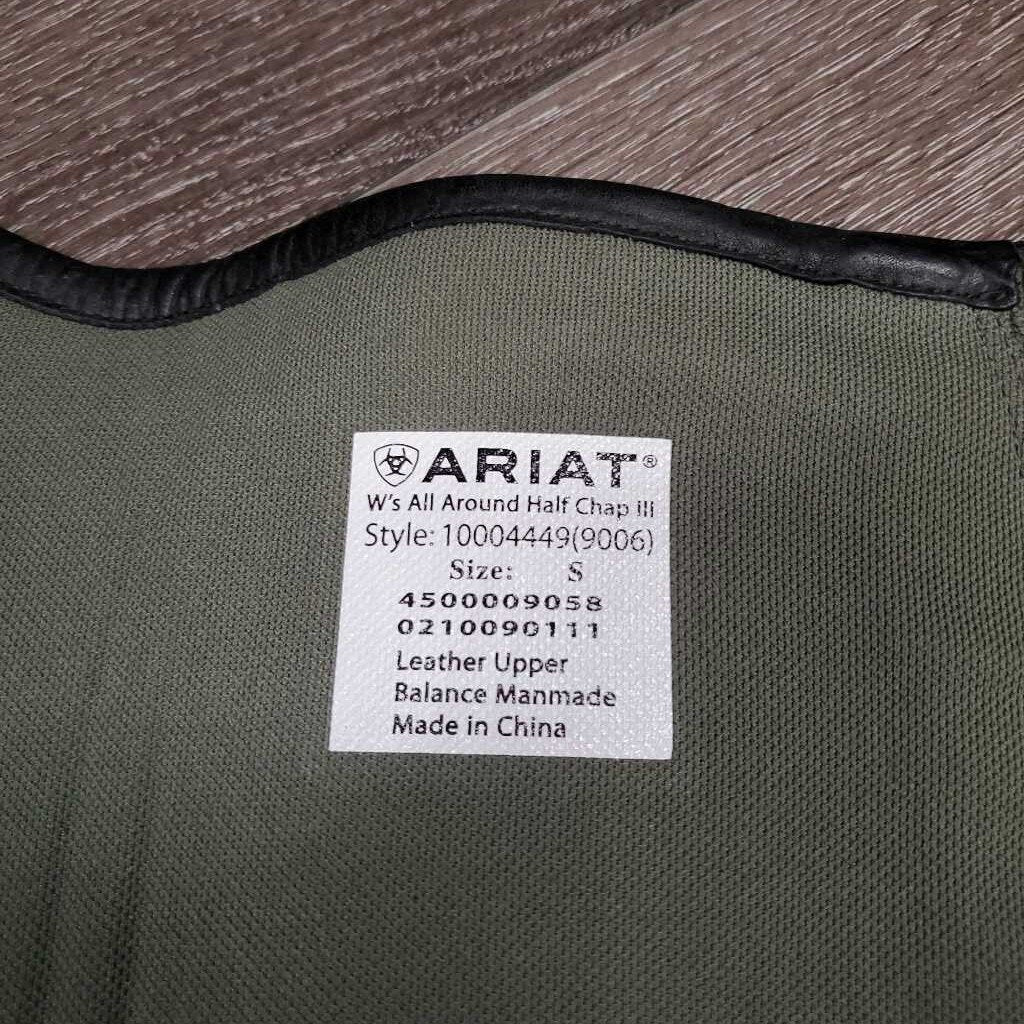 ARIAT®
W's All Around Half Chap III
Style: 10004449(9006)
Size: S
4500009058
0210090111
Leather Upper
Balance Manmade
Made in China